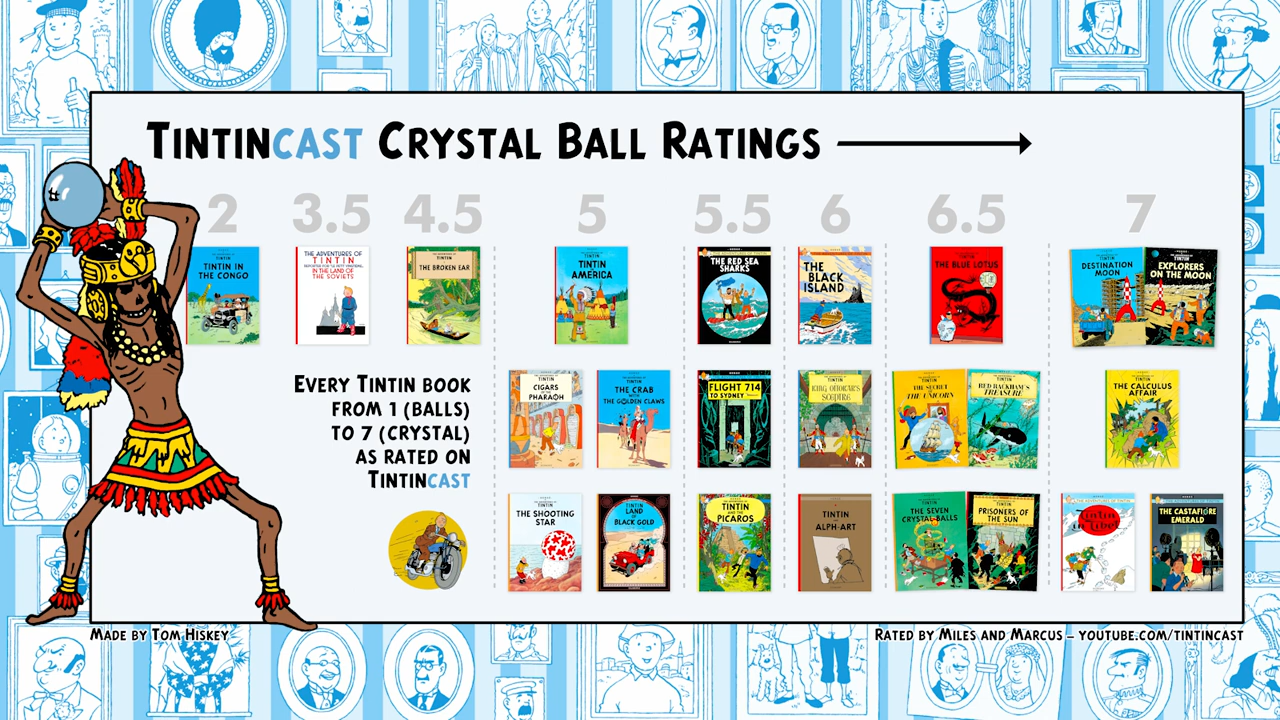 TINTINCAST CRYSTAL BALL RATINGS
2 3.5 4.5 5 5.5 6 6.5 7
TINTIN IN
THE CONGO
THE ADVENTURES OF
TINTIN
IN THE LAND OF
THE SOVIETS
THE BROKEN EAR
TINTIN
IN
AMERICA
THE RED SEA
SHARKS
THE
BLACK
ISLAND
THE BLUE LOTUS
DESTINATION
MOON
EXPLORERS
ON THE MOON
EVERY TINTIN BOOK
FROM 1 (BALLS)
TO 7 (CRYSTAL)
AS RATED ON
TINTINCAST
CIGARS
OF THE
PHARAOH
THE CRAB
WITH
THE GOLDEN CLAWS
FLIGHT 714
TO SYDNEY
KING OTTOKAR'S
SCEPTRE
THE SECRET
OF
THE UNICORN
RED RACKHAM'S
TREASURE
THE CALCULUS
AFFAIR
THE SHOOTING
STAR
TINTIN
LAND
OF
BLACK GOLD
TINTIN
AND THE
PICAROS
TINTIN
AND
ALPH-ART
THE SEVEN
CRYSTAL BALLS
PRISONERS
OF THE SUN
THE ADVENTURES OF TINTIN
tintin
in Tibet
THE CASTAFIORE
EMERALD
MADE BY TOM HISKEY
RATED BY MILES AND MARCUS – YOUTUBE.COM/TINTINCAST